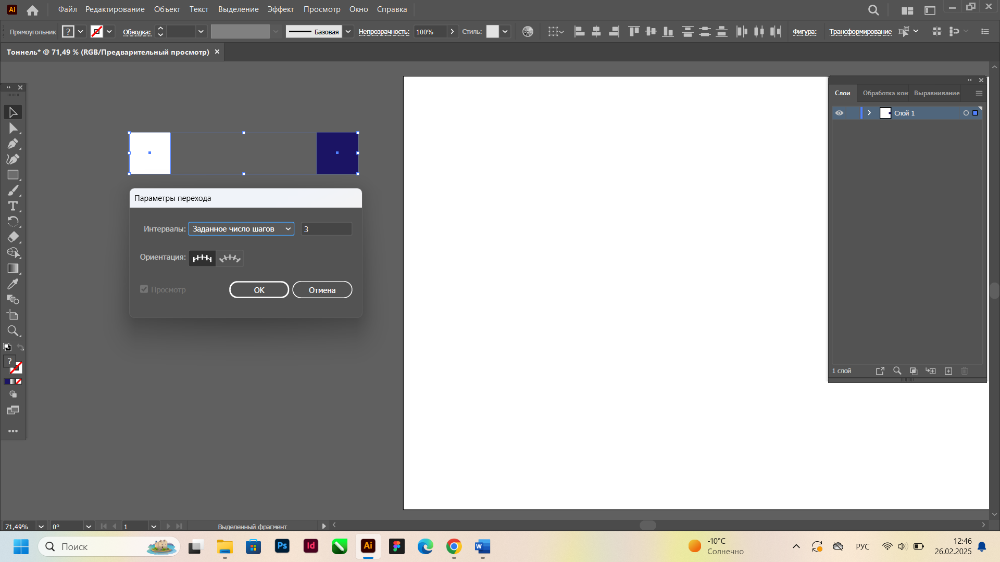 Ai Файл Редактирование Объект Текст Выделение Эффект Просмотр Окно Справка
Прямоугольник ? Обводка: Базовая Непрозрачность: 100% Стиль: Фигура: Трансформирование
Тоннель* @ 71,49 % (RGB/Предварительный просмотр)
Слои Обработка кон Выравнивание
Слой 1
Параметры перехода
Интервалы: Заданное число шагов 3
Ориентация:
Просмотр OK Отмена
T
?
1 слой
71,49% 0° 1 Выделенный фрагмент
Поиск Ps Id Ai W
-10°C
Солнечно
РУС
12:46
26.02.2025